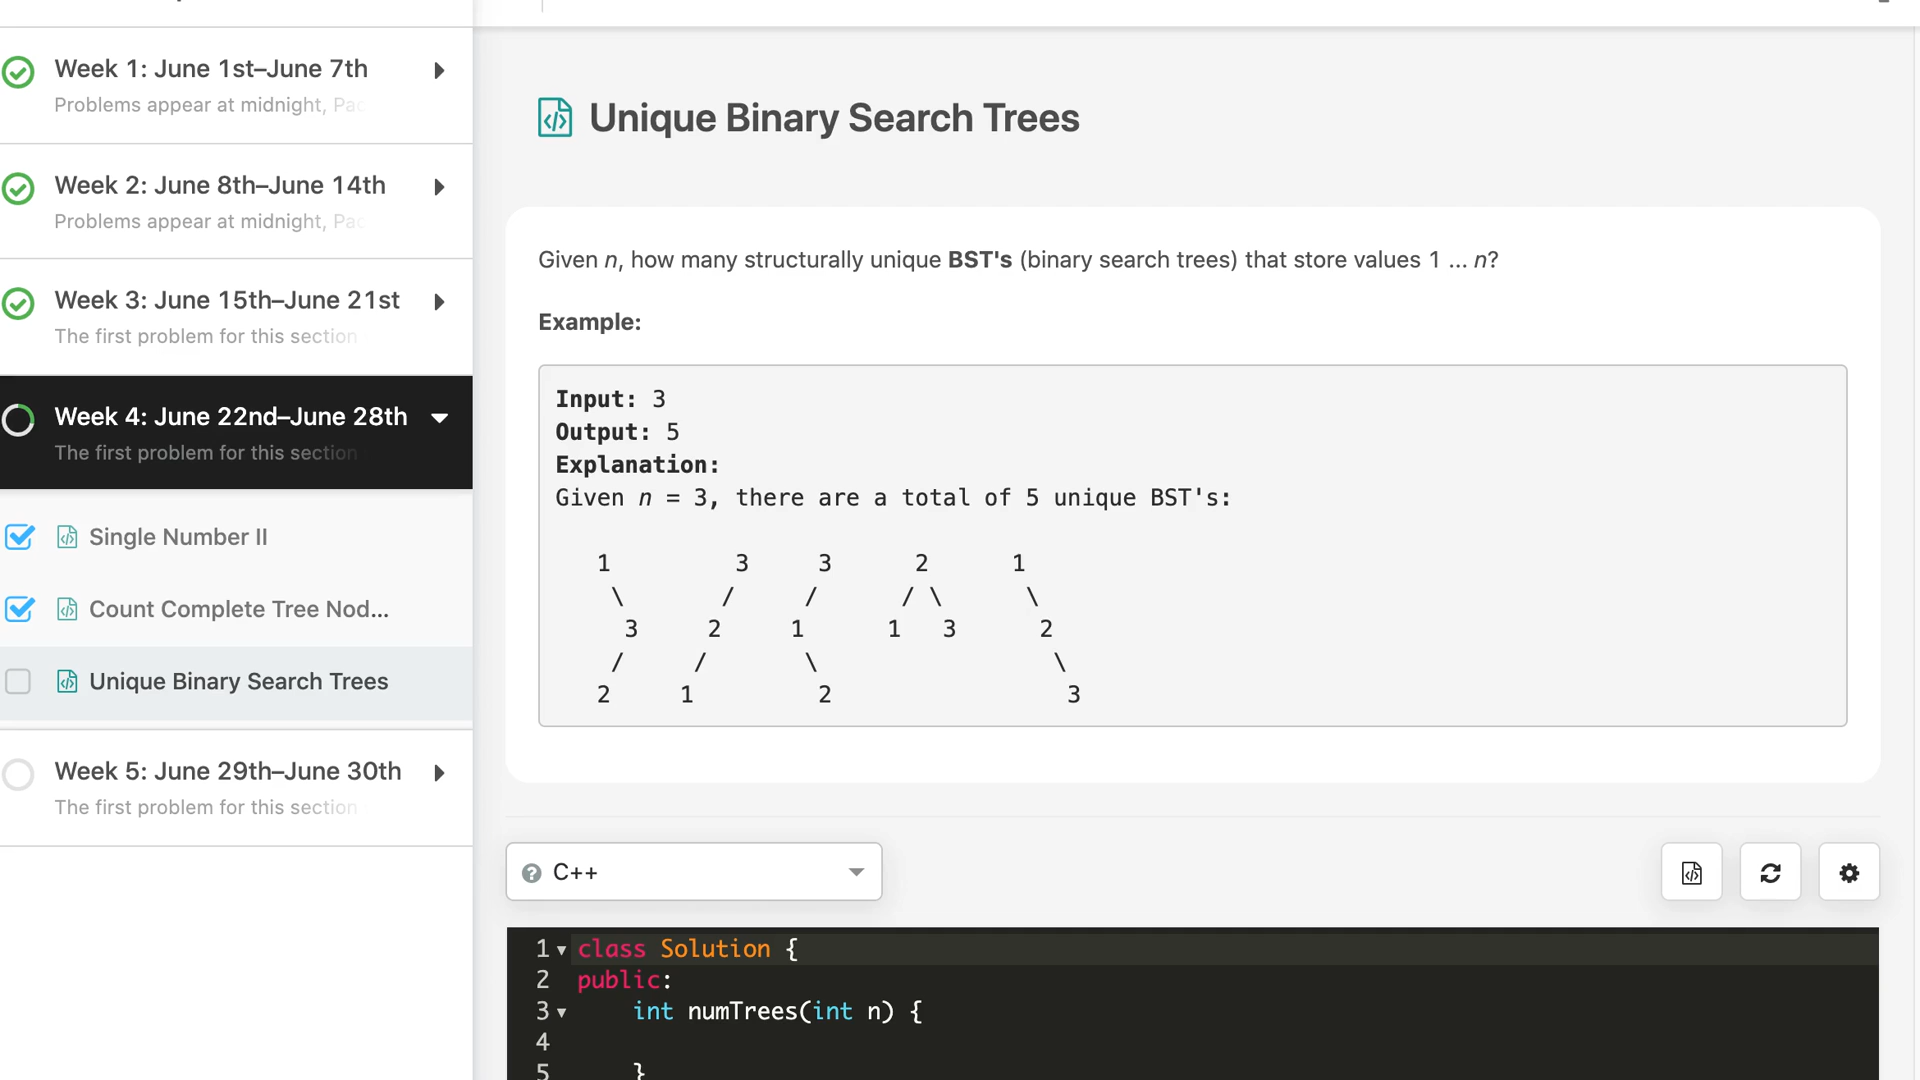 Week 1: June 1st–June 7th
Problems appear at midnight, Pac
Week 2: June 8th–June 14th
Problems appear at midnight, Pac
Week 3: June 15th–June 21st
The first problem for this section
Week 4: June 22nd–June 28th
The first problem for this section
Single Number II
Count Complete Tree Nod...
Unique Binary Search Trees
Week 5: June 29th–June 30th
The first problem for this section
Unique Binary Search Trees
Given n, how many structurally unique BST's (binary search trees) that store values 1 ... n?
Example:
Input: 3
Output: 5
Explanation:
Given n = 3, there are a total of 5 unique BST's:
1 3 3 2 1
\ / / / \ \
3 2 1 1 3 2
/ / \ \
2 1 2 3
C++
1 class Solution {
2 public:
3 int numTrees(int n) {
4
5 }